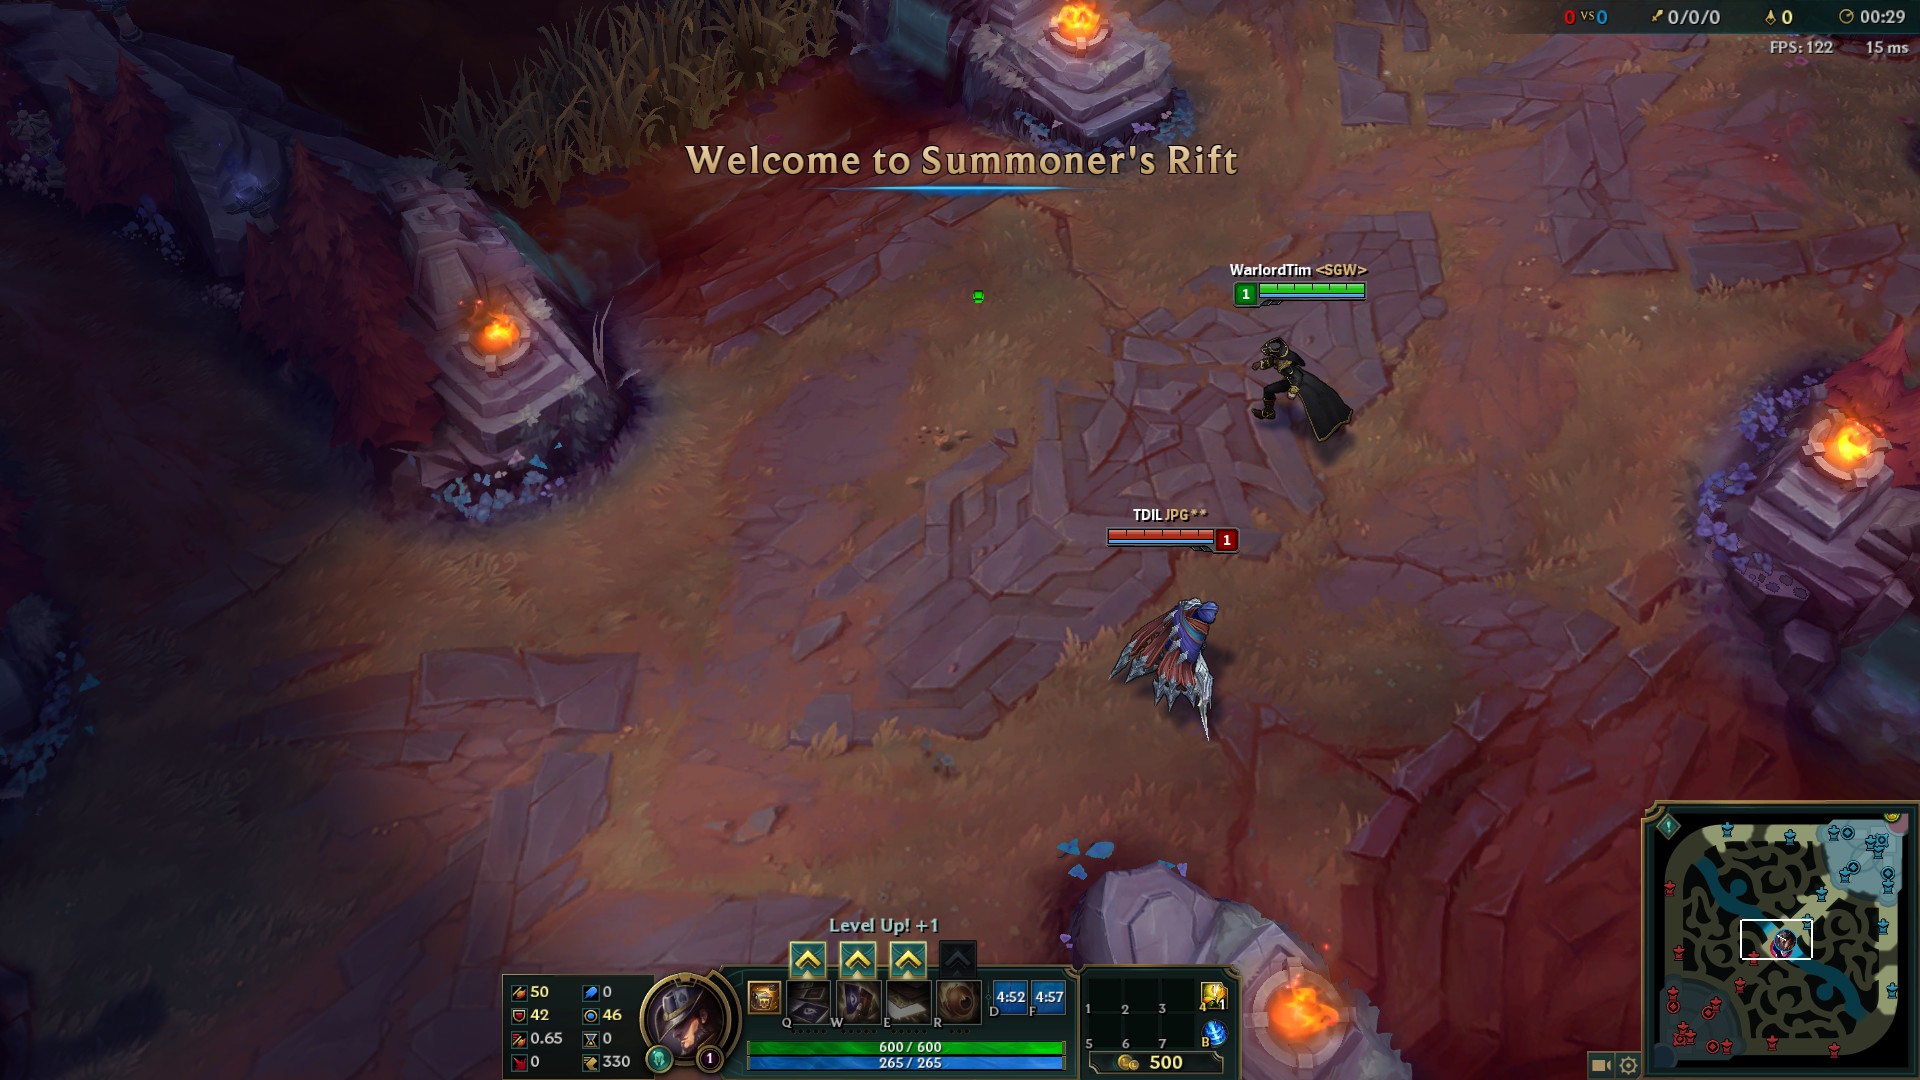 0 VS 0 0/0/0 0 00:29
FPS: 122 15 ms
Welcome to Summoner's Rift
WarlordTim <SGW>
1
TDIL JPG**
1
Level Up! +1
50 0
42 46
0.65 0
0 330
1
Q W E R
4:52 4:57
D F
600 / 600
265 / 265
1 2 3 4 1
5 6 7 B
500